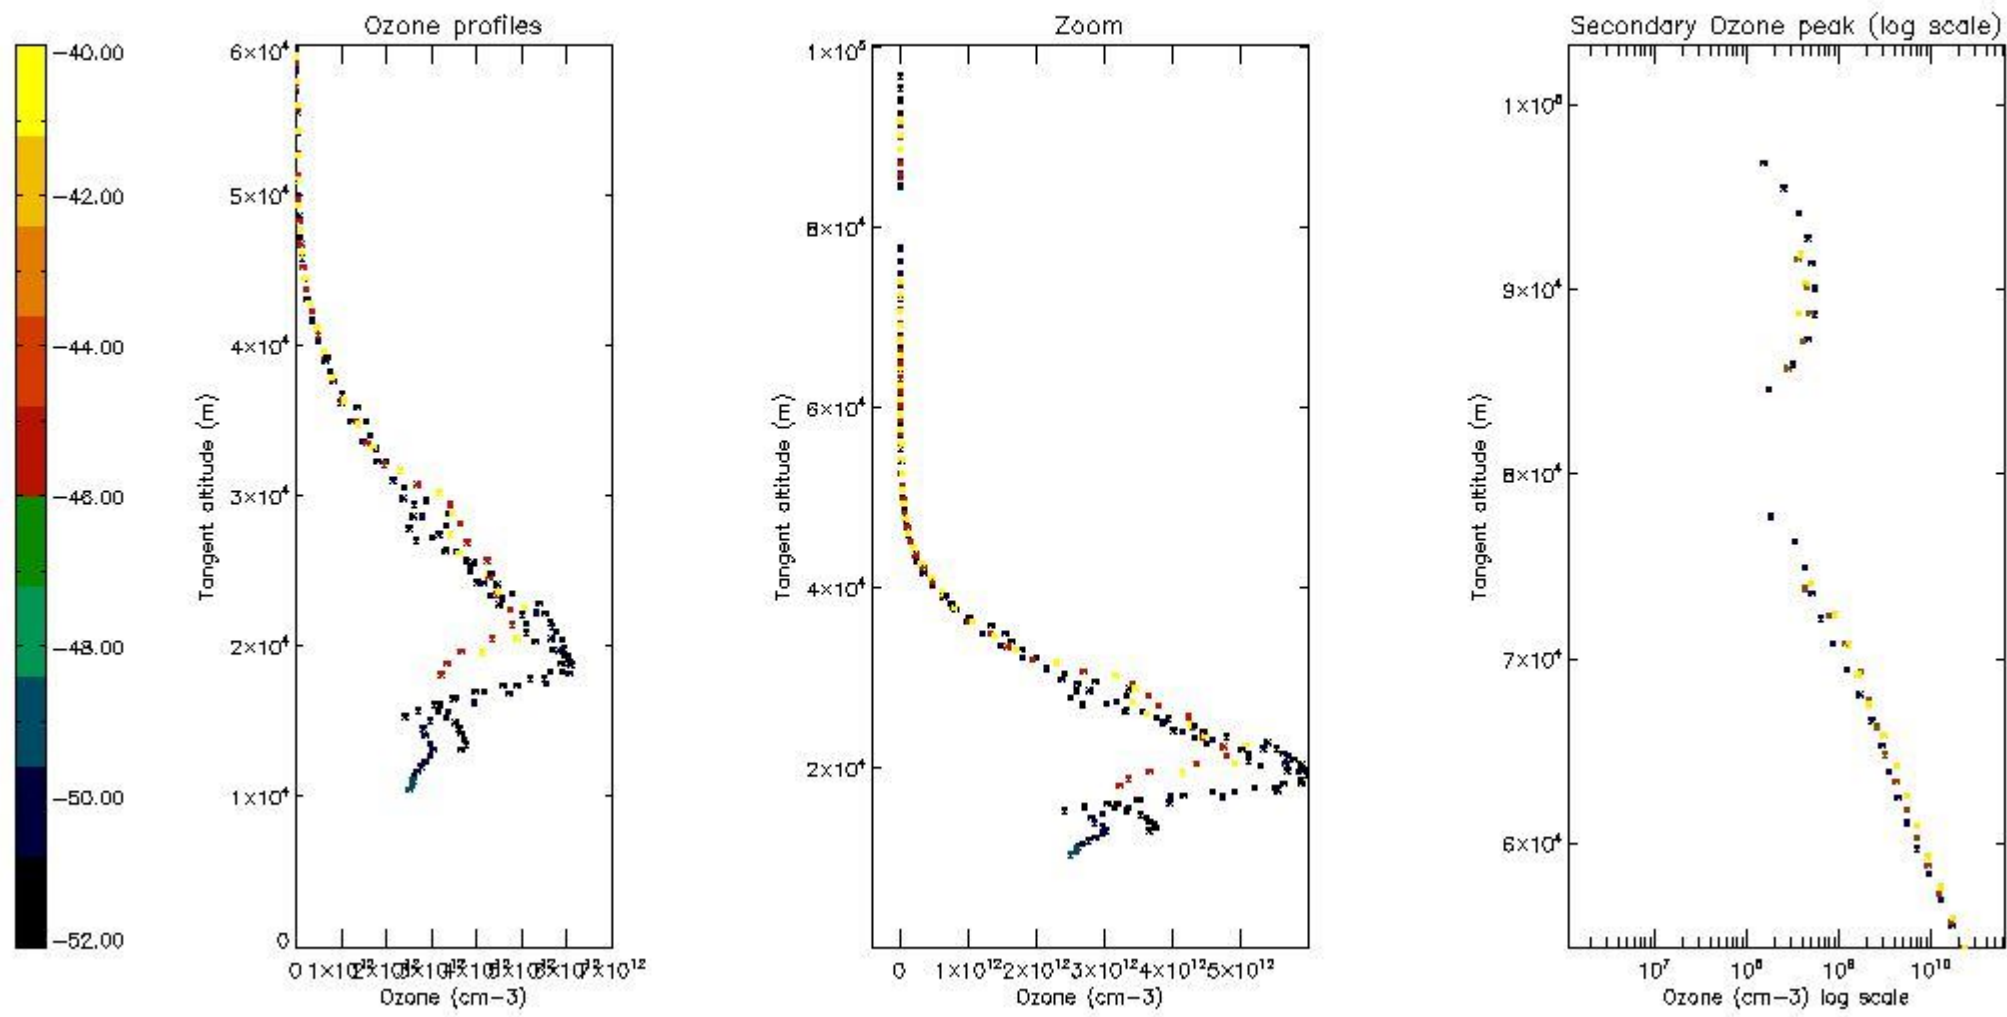 Ozone profiles
Zoom
Secondary Ozone peak (log scale)
−40.00
−42.00
−44.00
−46.00
−48.00
−50.00
−52.00
6×10⁴
5×10⁴
4×10⁴
3×10⁴
2×10⁴
1×10⁴
0
Tangent altitude (m)
0
7×10¹²
Ozone (cm−3)
1×10⁵
8×10⁴
6×10⁴
4×10⁴
2×10⁴
Tangent altitude (m)
0 1×10¹² 2×10¹² 3×10¹² 4×10¹² 5×10¹²
Ozone (cm−3)
1×10⁵
9×10⁴
8×10⁴
7×10⁴
6×10⁴
Tangent altitude (m)
10⁷ 10⁸ 10⁹ 10¹⁰
Ozone (cm−3) log scale